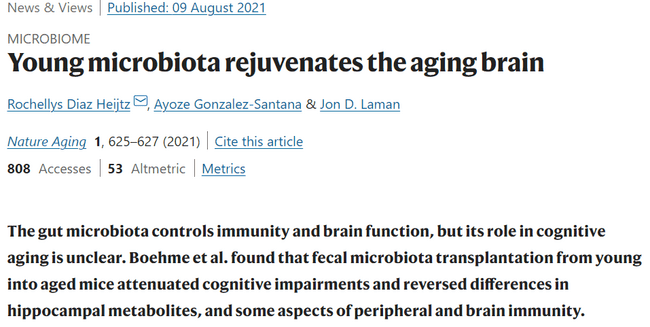 News & Views | Published: 09 August 2021
MICROBIOME
Young microbiota rejuvenates the aging brain
Rochellys Diaz Heijtz, Ayoze Gonzalez-Santana & Jon D. Laman
Nature Aging 1, 625–627 (2021) | Cite this article
808 Accesses | 53 Altmetric | Metrics
The gut microbiota controls immunity and brain function, but its role in cognitive
aging is unclear. Boehme et al. found that fecal microbiota transplantation from young
into aged mice attenuated cognitive impairments and reversed differences in
hippocampal metabolites, and some aspects of peripheral and brain immunity.